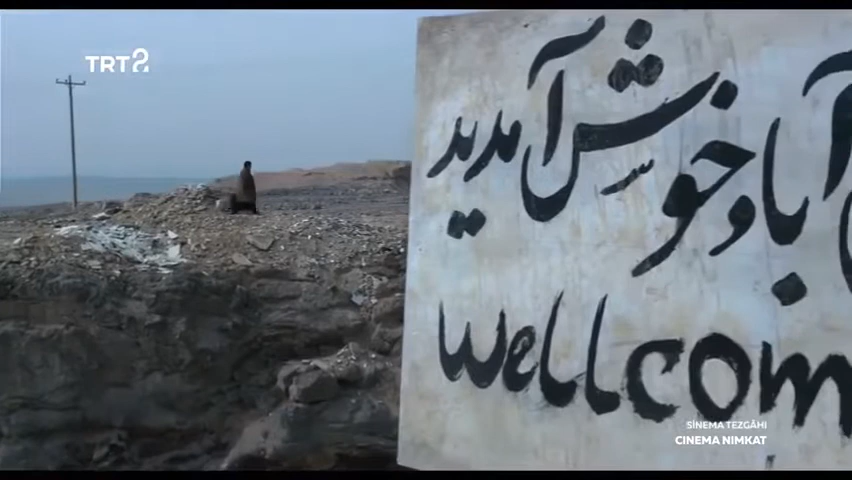 TRT2
خوش آمدید
wellcom
SİNEMA TEZGÂHI
CINEMA NIMKAT